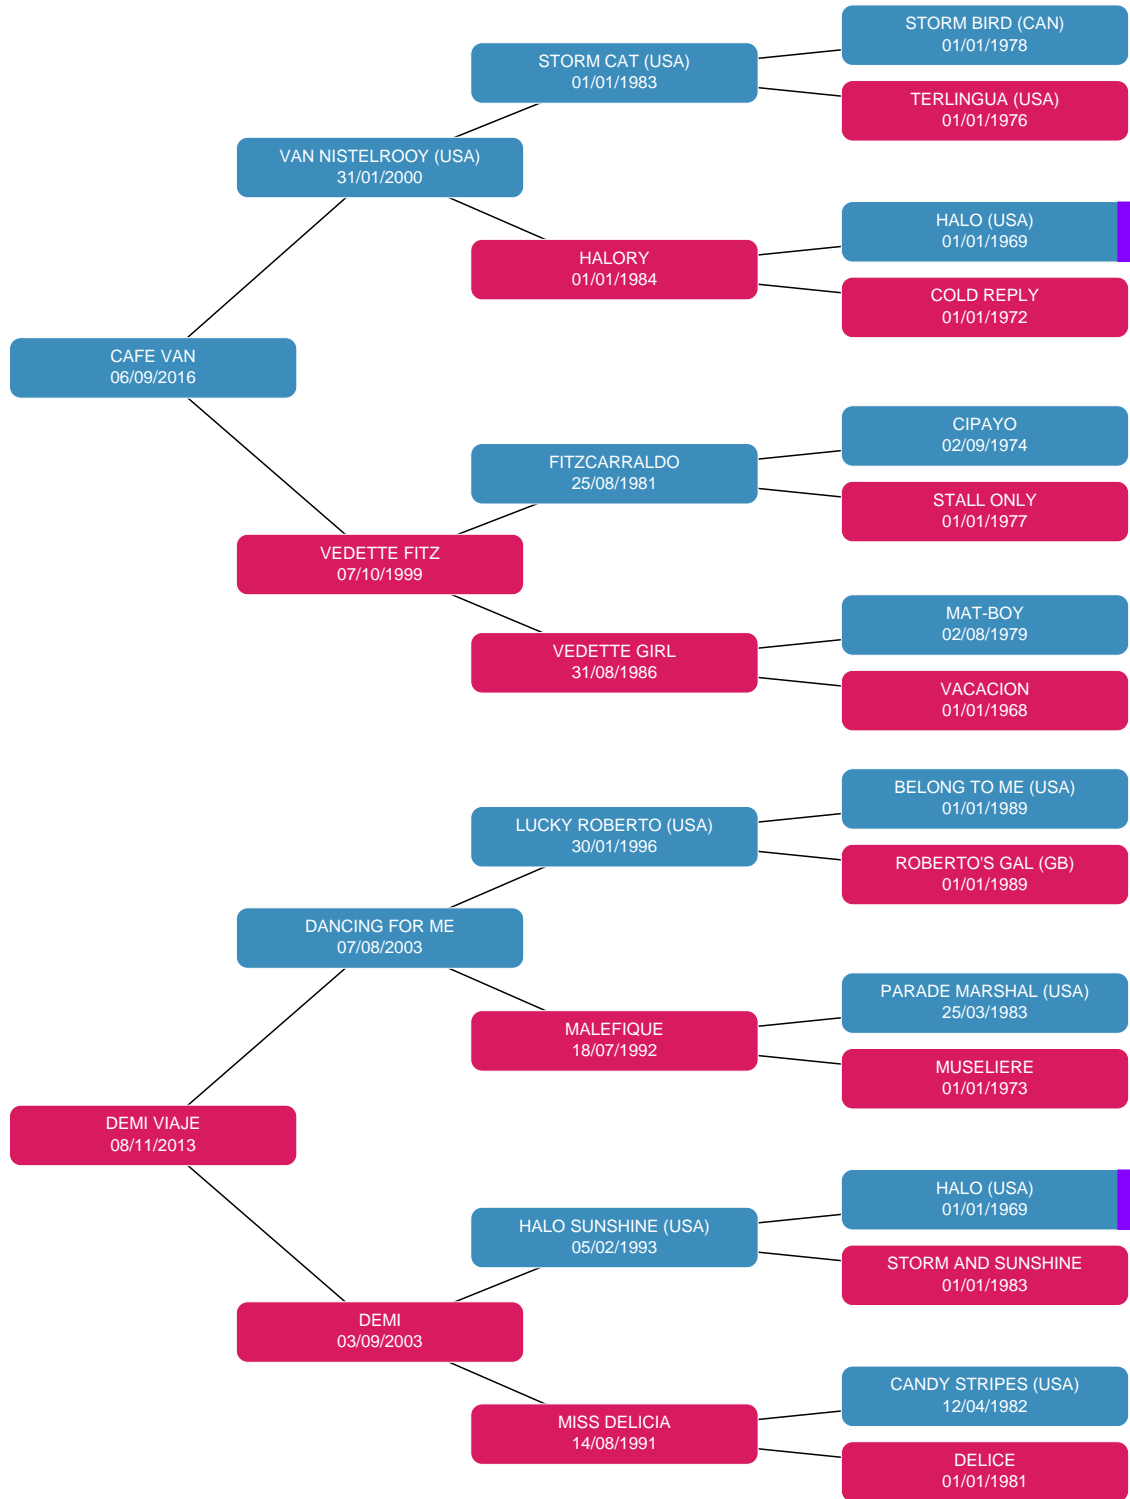 STORM BIRD (CAN)
01/01/1978
STORM CAT (USA)
01/01/1983
TERLINGUA (USA)
01/01/1976
VAN NISTELROOY (USA)
31/01/2000
HALO (USA)
01/01/1969
HALORY
01/01/1984
COLD REPLY
01/01/1972
CAFE VAN
06/09/2016
CIPAYO
02/09/1974
FITZCARRALDO
25/08/1981
STALL ONLY
01/01/1977
VEDETTE FITZ
07/10/1999
MAT-BOY
02/08/1979
VEDETTE GIRL
31/08/1986
VACACION
01/01/1968
BELONG TO ME (USA)
01/01/1989
LUCKY ROBERTO (USA)
30/01/1996
ROBERTO'S GAL (GB)
01/01/1989
DANCING FOR ME
07/08/2003
PARADE MARSHAL (USA)
25/03/1983
MALEFIQUE
18/07/1992
MUSELIERE
01/01/1973
DEMI VIAJE
08/11/2013
HALO (USA)
01/01/1969
HALO SUNSHINE (USA)
05/02/1993
STORM AND SUNSHINE
01/01/1983
DEMI
03/09/2003
CANDY STRIPES (USA)
12/04/1982
MISS DELICIA
14/08/1991
DELICE
01/01/1981